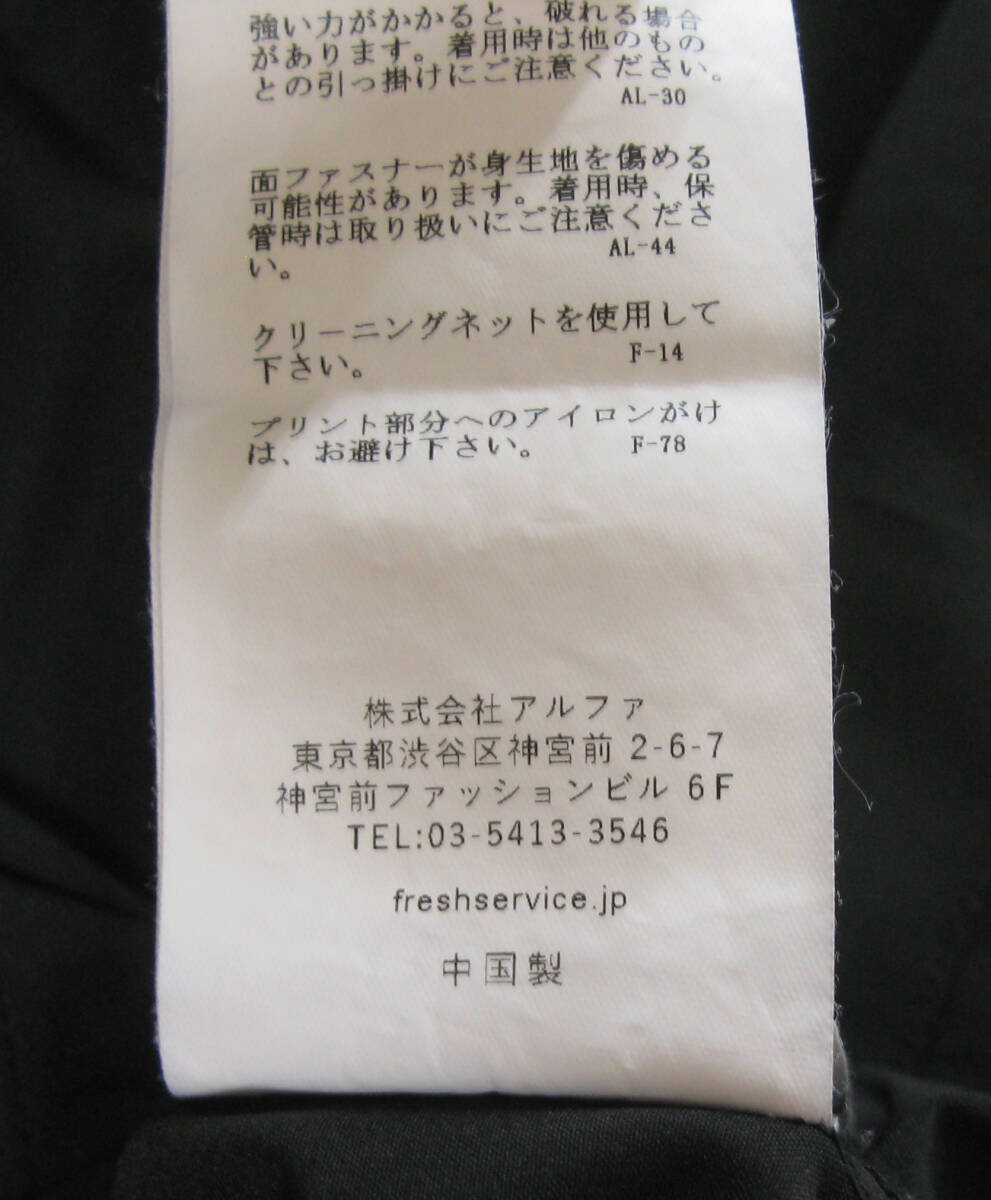 強い力がかかると、破れる場合
があります。着用時は他のもの
との引っ掛けにご注意ください。
AL-30
面ファスナーが身生地を傷める
可能性があります。着用時、保
管時は取り扱いにご注意くださ
い。
AL-44
クリーニングネットを使用して
下さい。
F-14
プリント部分へのアイロンがけ
は、お避け下さい。
F-78
株式会社アルファ
東京都渋谷区神宮前 2-6-7
神宮前ファッションビル 6F
TEL:03-5413-3546
freshservice.jp
中国製